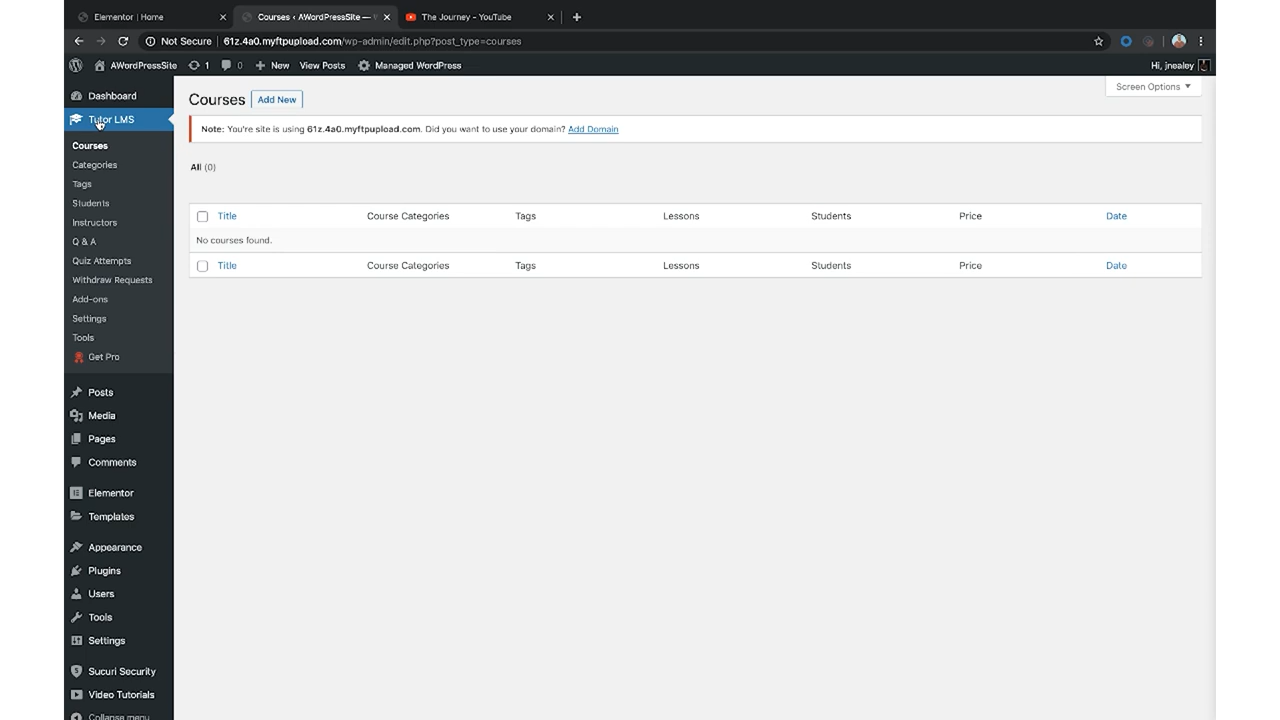 Elementor | Home
Courses ‹ AWordPressSite — W
The Journey - YouTube
Not Secure | 61z.4a0.myftpupload.com/wp-admin/edit.php?post_type=courses
AWordPressSite 1 0 New View Posts Managed WordPress Hi, jnealey
Dashboard
Tutor LMS
Courses
Categories
Tags
Students
Instructors
Q & A
Quiz Attempts
Withdraw Requests
Add-ons
Settings
Tools
Get Pro
Posts
Media
Pages
Comments
Elementor
Templates
Appearance
Plugins
Users
Tools
Settings
Sucuri Security
Video Tutorials
Collapse menu
Screen Options
Courses Add New
Note: You're site is using 61z.4a0.myftpupload.com. Did you want to use your domain? Add Domain
All (0)
Title Course Categories Tags Lessons Students Price Date
No courses found.
Title Course Categories Tags Lessons Students Price Date